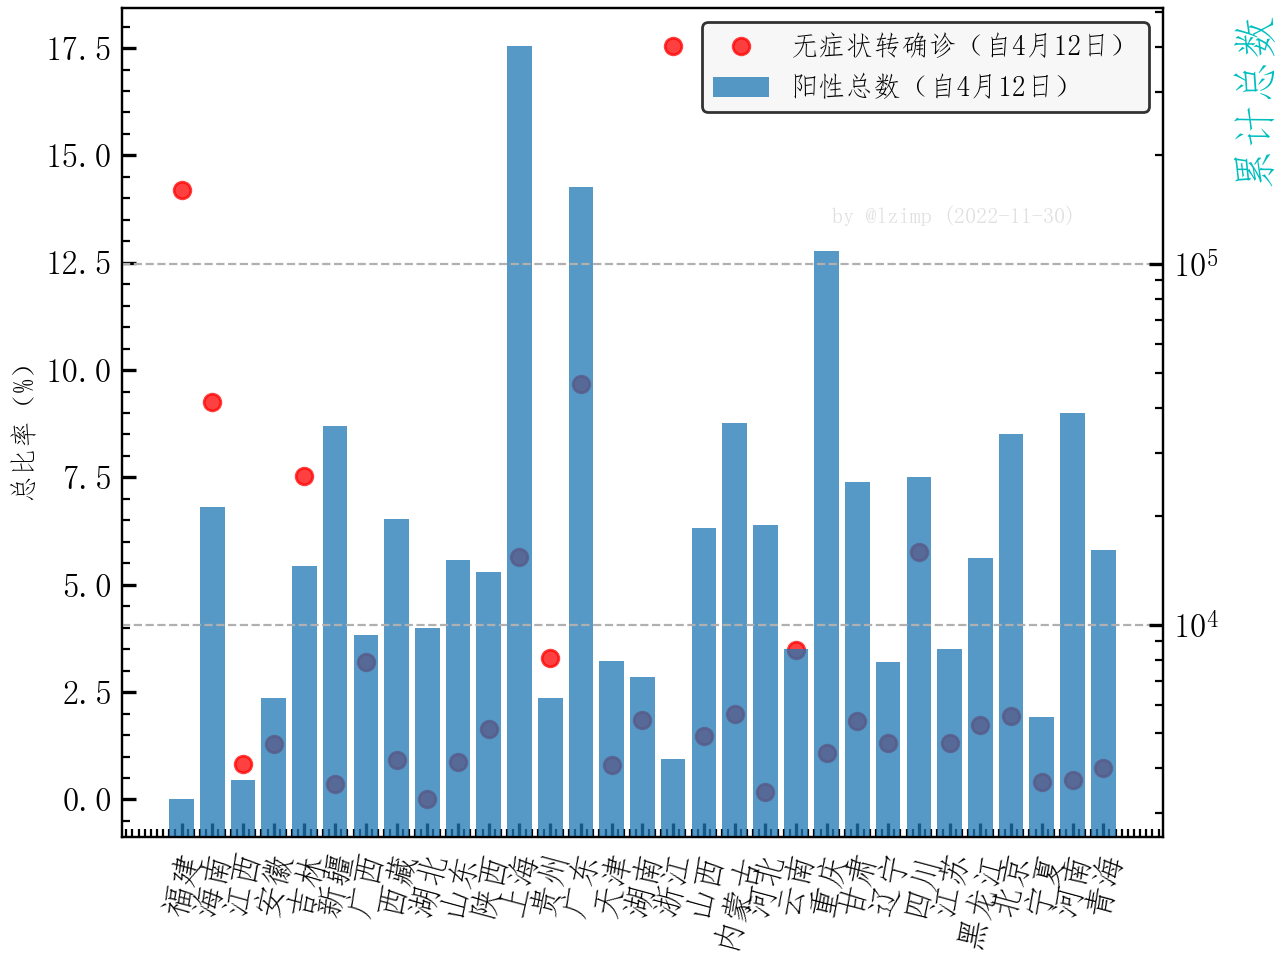 17.5
15.0
12.5
10.0
7.5
5.0
2.5
0.0
总比率 (%)
无症状转确诊（自4月12日）
阳性总数（自4月12日）
by @lzimp (2022-11-30)
累计总数
10⁵
10⁴
福建
海南
江西
安徽
吉林
新疆
广西
西藏
湖北
山东
陕西
上海
贵州
广东
天津
湖南
浙江
山西
内蒙古
河北
云南
重庆
甘肃
辽宁
四川
江苏
黑龙江
北京
宁夏
河南
青海